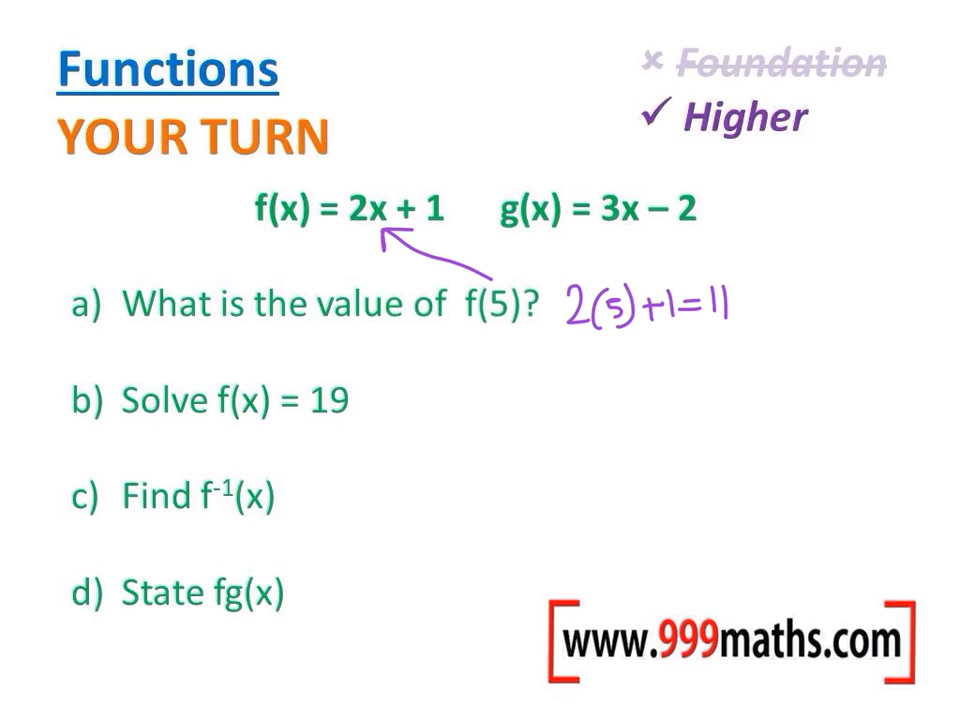 Functions
× Foundation
YOUR TURN
✓ Higher
f(x) = 2x + 1 g(x) = 3x – 2
a) What is the value of f(5)? 2(5)+1=11
b) Solve f(x) = 19
c) Find f⁻¹(x)
d) State fg(x)
[www.999maths.com]